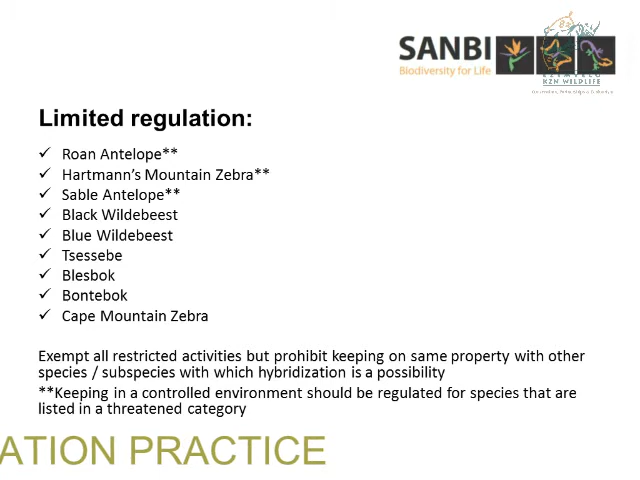 SANBI
Biodiversity for Life
KZN WILDLIFE
Limited regulation:
✓ Roan Antelope**
✓ Hartmann's Mountain Zebra**
✓ Sable Antelope**
✓ Black Wildebeest
✓ Blue Wildebeest
✓ Tsessebe
✓ Blesbok
✓ Bontebok
✓ Cape Mountain Zebra
Exempt all restricted activities but prohibit keeping on same property with other
species / subspecies with which hybridization is a possibility
**Keeping in a controlled environment should be regulated for species that are
listed in a threatened category
ATION PRACTICE